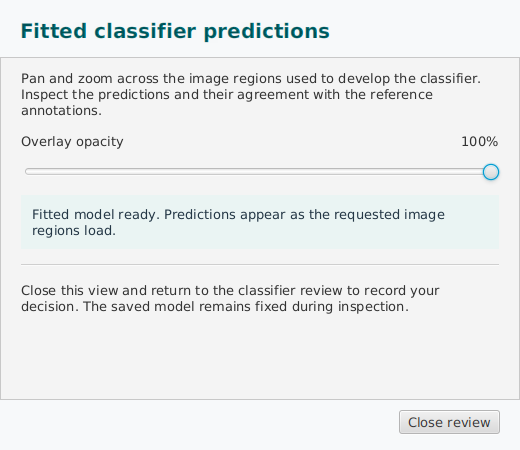 Fitted classifier predictions
Pan and zoom across the image regions used to develop the classifier.
Inspect the predictions and their agreement with the reference
annotations.
Overlay opacity 100%
Fitted model ready. Predictions appear as the requested image
regions load.
Close this view and return to the classifier review to record your
decision. The saved model remains fixed during inspection.
Close review